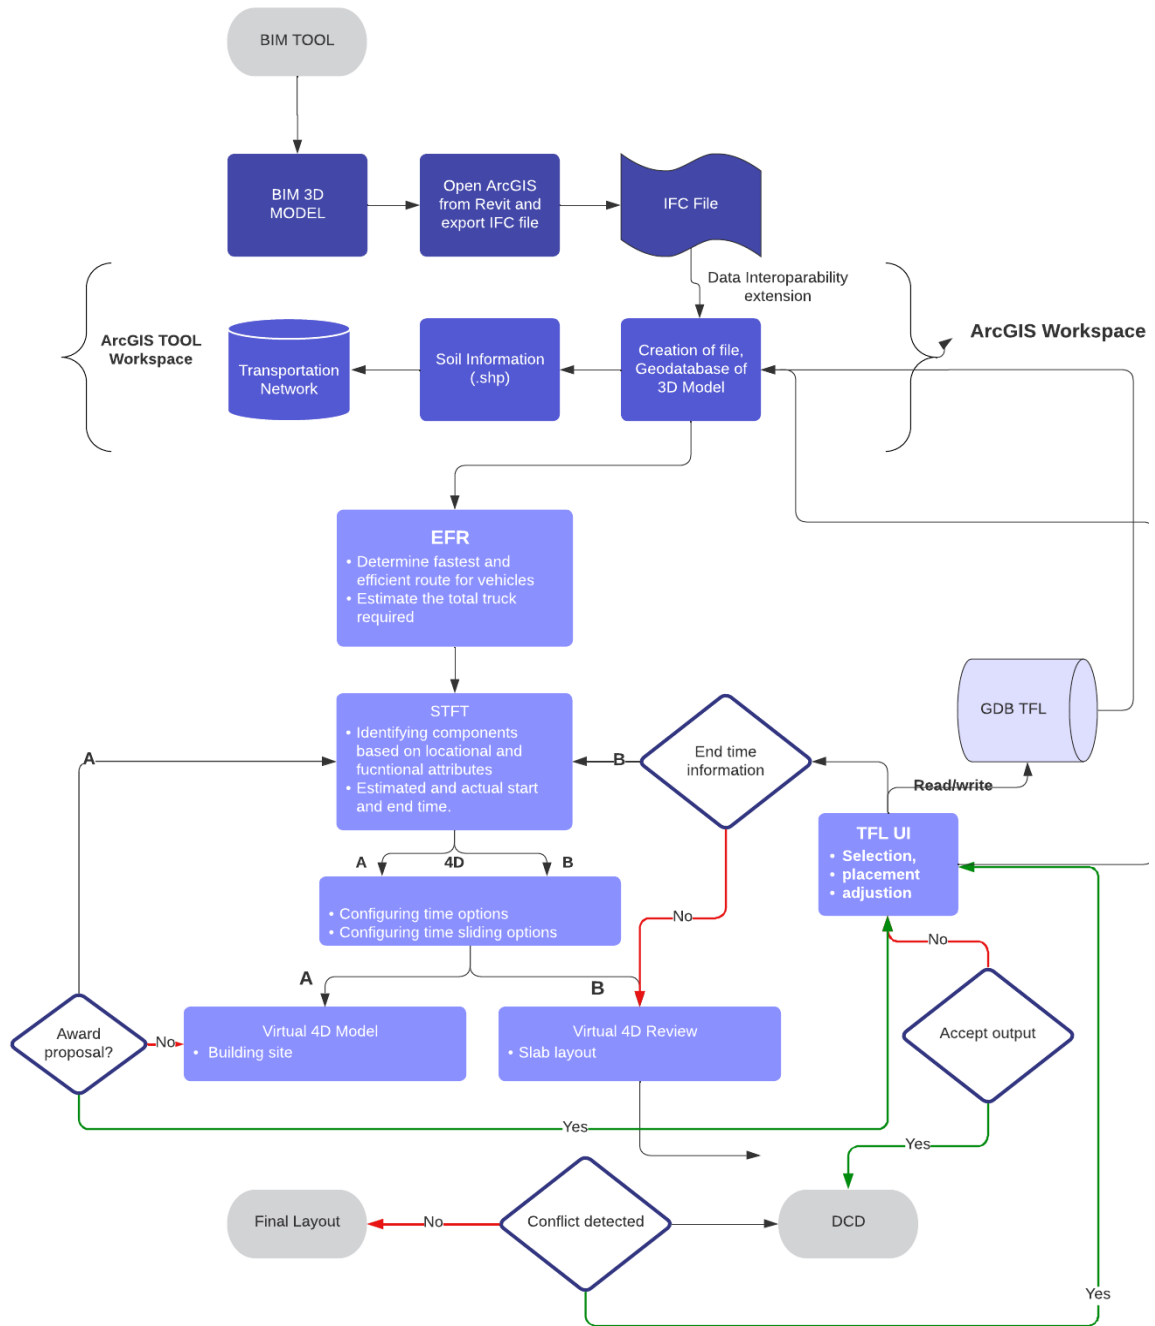 BIM TOOL
BIM 3D
MODEL
Open ArcGIS
from Revit and
export IFC file
IFC File
Data Interoparability
extension
ArcGIS TOOL
Workspace
Transportation
Network
Soil Information
(.shp)
Creation of file,
Geodatabase of
3D Model
ArcGIS Workspace
EFR
• Determine fastest and
efficient route for vehicles
• Estimate the total truck
required
STFT
• Identifying components
based on locational and
fucntional attributes
• Estimated and actual start
and end time.
A
B
End time
information
GDB TFL
Read/write
TFL UI
• Selection,
• placement
• adjustion
A
4D
B
• Configuring time options
• Configuring time sliding options
No
No
A
B
Award
proposal?
No
Virtual 4D Model
• Building site
Virtual 4D Review
• Slab layout
Accept output
Yes
Yes
Final Layout
No
Conflict detected
DCD
Yes